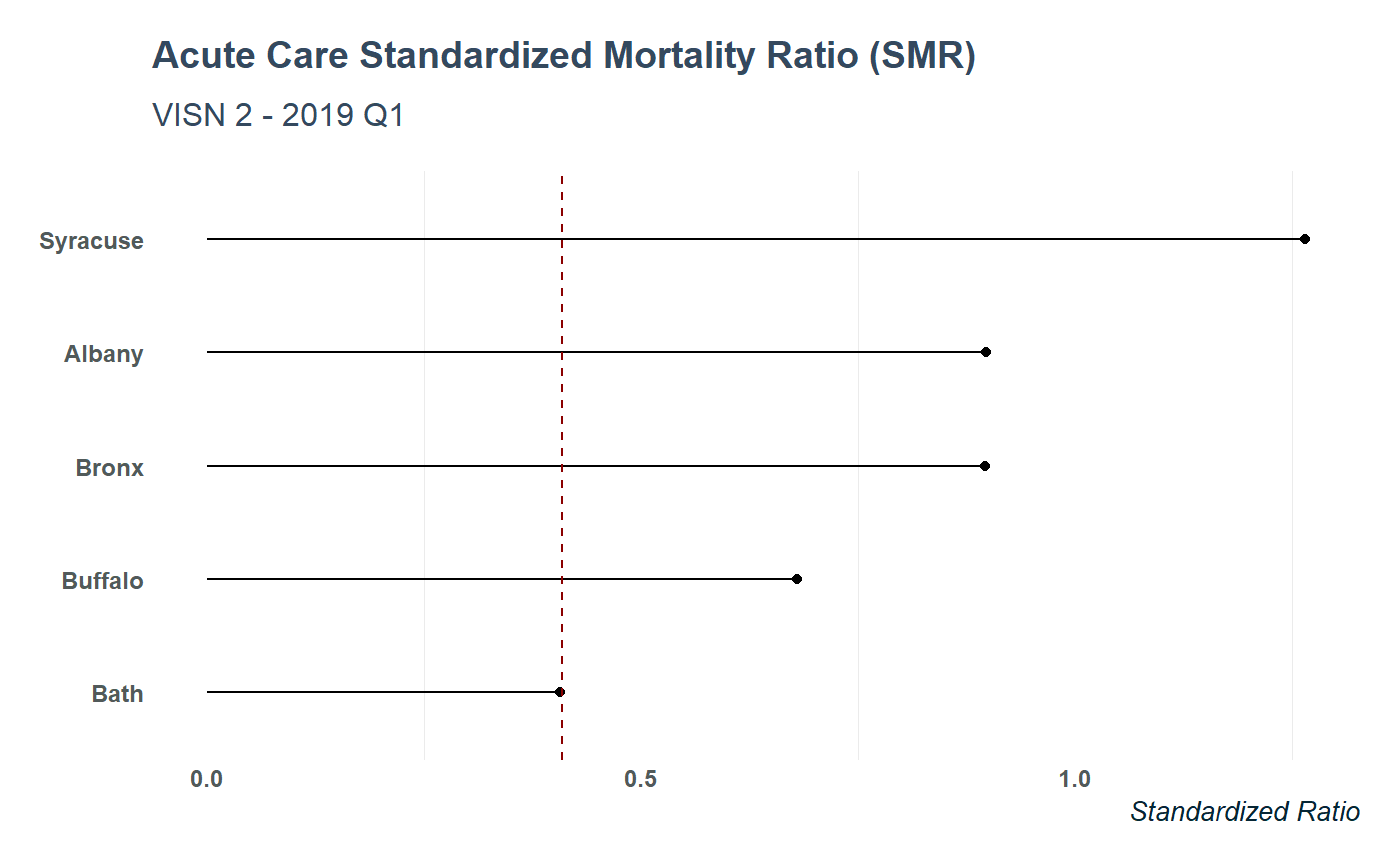 Acute Care Standardized Mortality Ratio (SMR)
VISN 2 - 2019 Q1
Syracuse
Albany
Bronx
Buffalo
Bath
0.0 0.5 1.0
Standardized Ratio